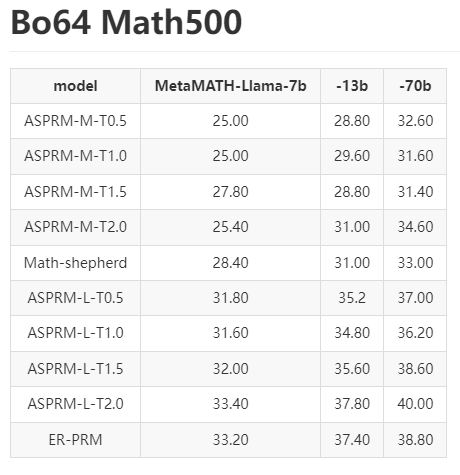 Bo64 Math500
model MetaMATH-Llama-7b -13b -70b
ASPRM-M-T0.5 25.00 28.80 32.60
ASPRM-M-T1.0 25.00 29.60 31.60
ASPRM-M-T1.5 27.80 28.80 31.40
ASPRM-M-T2.0 25.40 31.00 34.60
Math-shepherd 28.40 31.00 33.00
ASPRM-L-T0.5 31.80 35.2 37.00
ASPRM-L-T1.0 31.60 34.80 36.20
ASPRM-L-T1.5 32.00 35.60 38.60
ASPRM-L-T2.0 33.40 37.80 40.00
ER-PRM 33.20 37.40 38.80